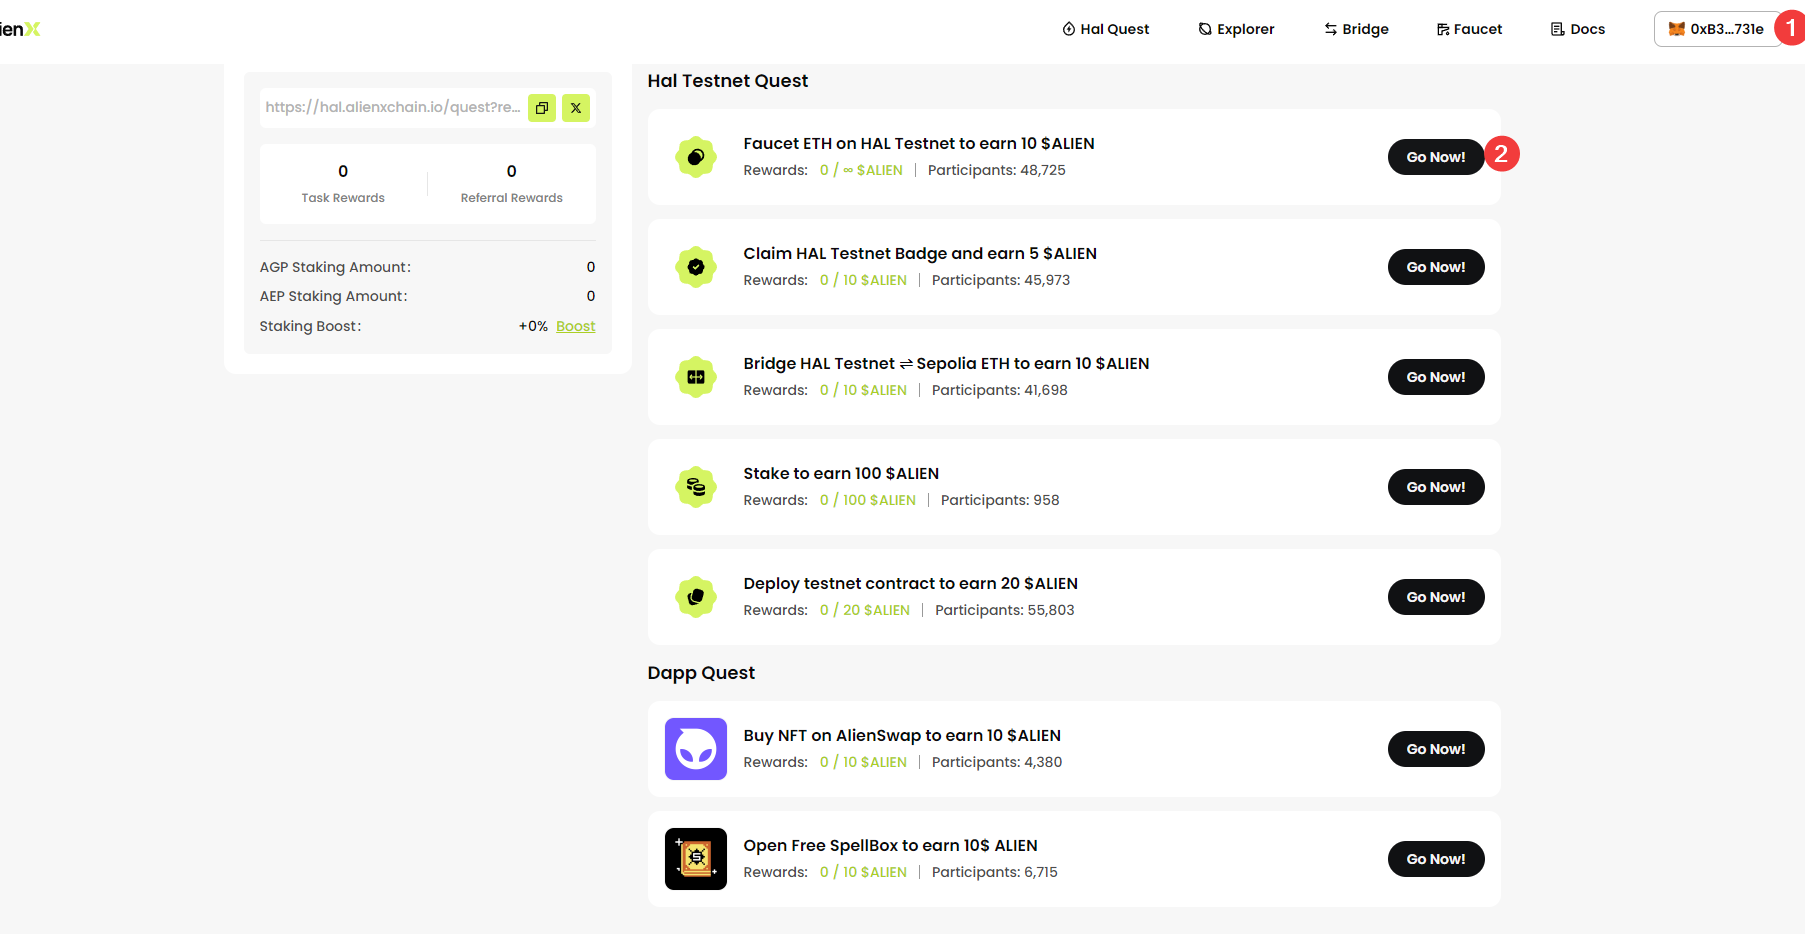 ienX
Hal Quest
Explorer
Bridge
Faucet
Docs
0xB3...731e
1
https://hal.alienxchain.io/quest?re...
0
Task Rewards
0
Referral Rewards
AGP Staking Amount: 0
AEP Staking Amount: 0
Staking Boost: +0% Boost
Hal Testnet Quest
Faucet ETH on HAL Testnet to earn 10 $ALIEN
Rewards: 0 / ∞ $ALIEN | Participants: 48,725
Go Now!
2
Claim HAL Testnet Badge and earn 5 $ALIEN
Rewards: 0 / 10 $ALIEN | Participants: 45,973
Go Now!
Bridge HAL Testnet ⇌ Sepolia ETH to earn 10 $ALIEN
Rewards: 0 / 10 $ALIEN | Participants: 41,698
Go Now!
Stake to earn 100 $ALIEN
Rewards: 0 / 100 $ALIEN | Participants: 958
Go Now!
Deploy testnet contract to earn 20 $ALIEN
Rewards: 0 / 20 $ALIEN | Participants: 55,803
Go Now!
Dapp Quest
Buy NFT on AlienSwap to earn 10 $ALIEN
Rewards: 0 / 10 $ALIEN | Participants: 4,380
Go Now!
Open Free SpellBox to earn 10$ ALIEN
Rewards: 0 / 10 $ALIEN | Participants: 6,715
Go Now!